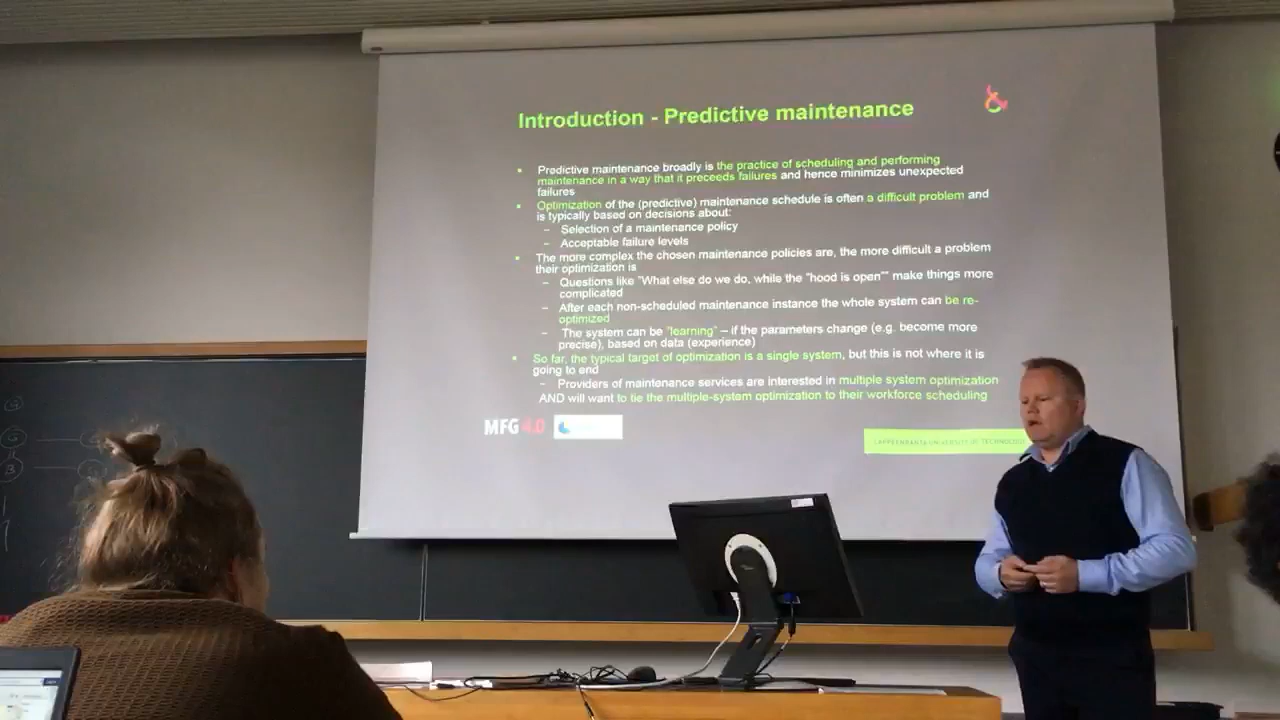 Introduction - Predictive maintenance
• Predictive maintenance broadly is the practice of scheduling and performing
maintenance in a way that it preceeds failures and hence minimizes unexpected
failures
• Optimization of the (predictive) maintenance schedule is often a difficult problem and
is typically based on decisions about:
– Selection of a maintenance policy
– Acceptable failure levels
• The more complex the chosen maintenance policies are, the more difficult a problem
their optimization is
– Questions like "What else do we do, while the "hood is open"" make things more
complicated
– After each non-scheduled maintenance instance the whole system can be re-
optimized
– The system can be "learning" – if the parameters change (e.g. become more
precise), based on data (experience)
• So far, the typical target of optimization is a single system, but this is not where it is
going to end
– Providers of maintenance services are interested in multiple system optimization
AND will want to tie the multiple-system optimization to their workforce scheduling
MFG 4.0
LAPPEENRANTA UNIVERSITY OF TECHNOLOGY